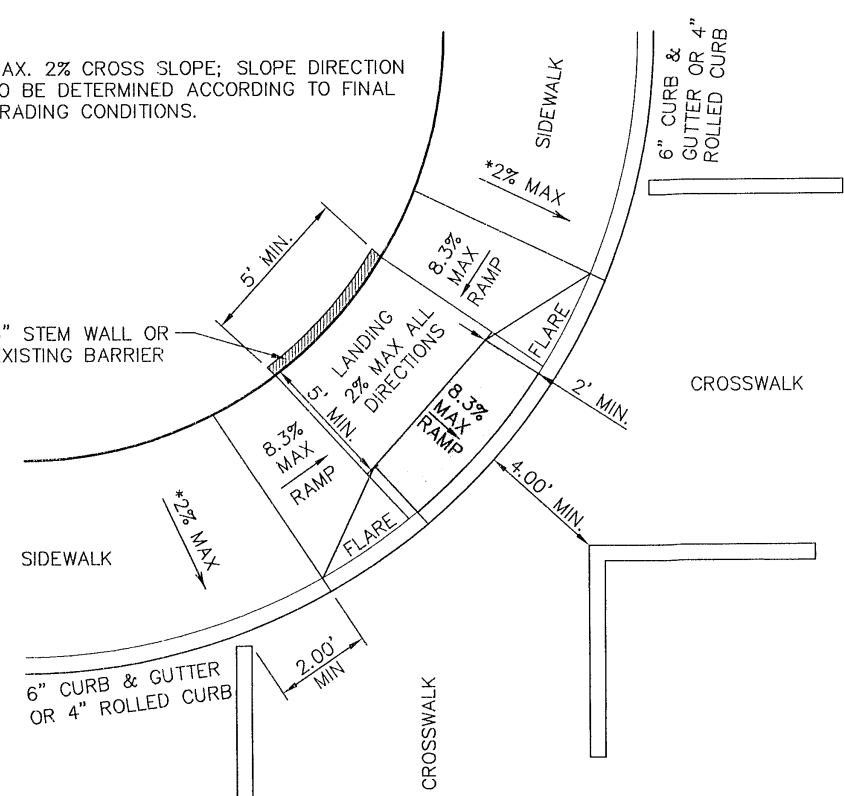 AX. 2% CROSS SLOPE; SLOPE DIRECTION
O BE DETERMINED ACCORDING TO FINAL
RADING CONDITIONS.
SIDEWALK
*2% MAX
6" CURB &
GUTTER OR 4"
ROLLED CURB
5' MIN.
8.3%
MAX
RAMP
" STEM WALL OR
EXISTING BARRIER
LANDING
2% MAX ALL
DIRECTIONS
FLARE
5' MIN.
8.3%
MAX
RAMP
2' MIN.
CROSSWALK
8.3%
MAX
RAMP
4.00' MIN.
FLARE
*2% MAX
SIDEWALK
2.00'
MIN
6" CURB & GUTTER
OR 4" ROLLED CURB
CROSSWALK